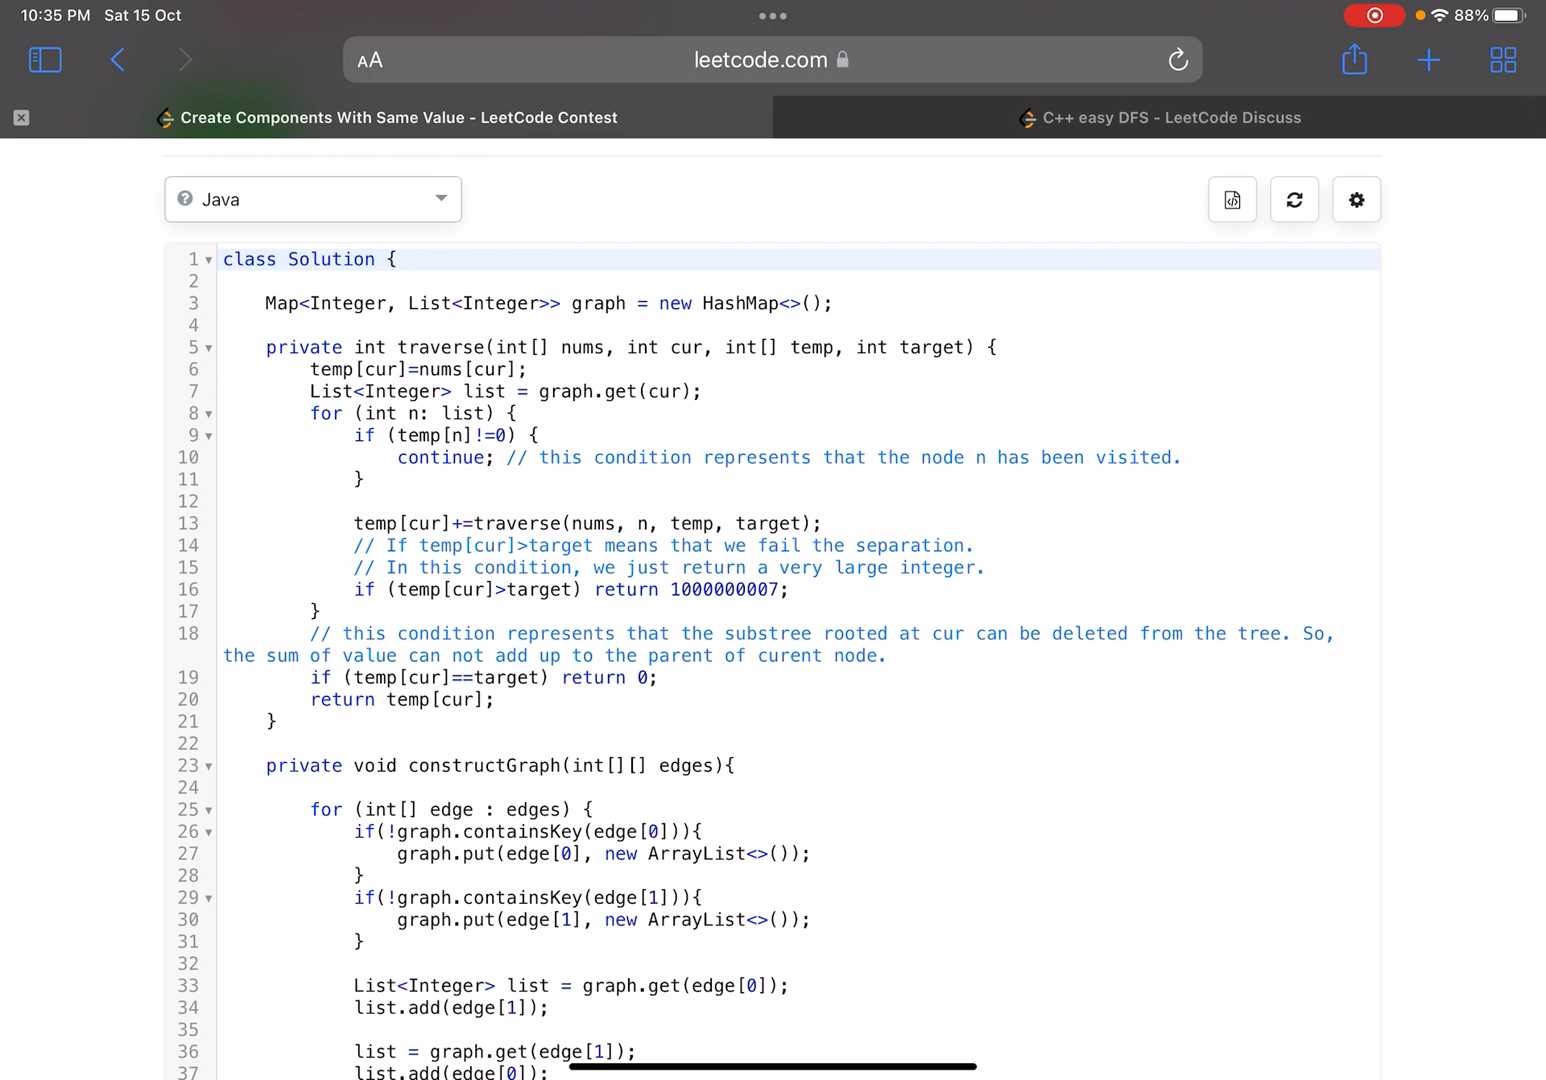 10:35 PM Sat 15 Oct
88%
AA
leetcode.com
Create Components With Same Value - LeetCode Contest
C++ easy DFS - LeetCode Discuss
Java
1 class Solution {
2
3 Map<Integer, List<Integer>> graph = new HashMap<>();
4
5 private int traverse(int[] nums, int cur, int[] temp, int target) {
6 temp[cur]=nums[cur];
7 List<Integer> list = graph.get(cur);
8 for (int n: list) {
9 if (temp[n]!=0) {
10 continue; // this condition represents that the node n has been visited.
11 }
12
13 temp[cur]+=traverse(nums, n, temp, target);
14 // If temp[cur]>target means that we fail the separation.
15 // In this condition, we just return a very large integer.
16 if (temp[cur]>target) return 1000000007;
17 }
18 // this condition represents that the substree rooted at cur can be deleted from the tree. So,
the sum of value can not add up to the parent of curent node.
19 if (temp[cur]==target) return 0;
20 return temp[cur];
21 }
22
23 private void constructGraph(int[][] edges){
24
25 for (int[] edge : edges) {
26 if(!graph.containsKey(edge[0])){
27 graph.put(edge[0], new ArrayList<>());
28 }
29 if(!graph.containsKey(edge[1])){
30 graph.put(edge[1], new ArrayList<>());
31 }
32
33 List<Integer> list = graph.get(edge[0]);
34 list.add(edge[1]);
35
36 list = graph.get(edge[1]);
37 list.add(edge[0]);